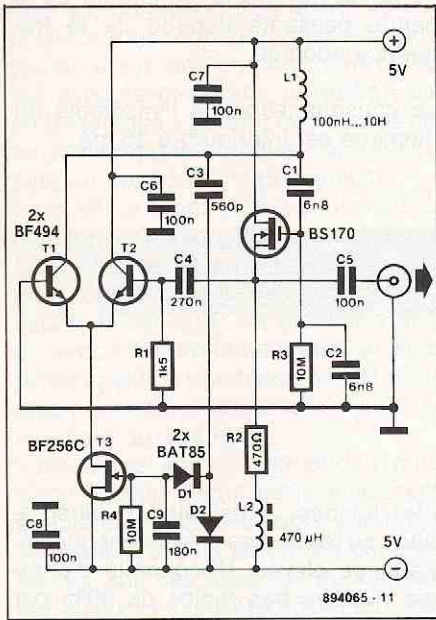 C7
100n
L1
100nH...10H
+
5V
C6
100n
C3
560p
C1
6n8
2x
BF494
T1
T2
BS170
C4
270n
C5
100n
R1
1k5
R3
10M
C2
6n8
BF256C
T3
2x
BAT85
D1
D2
R2
470Ω
L2
470 µH
C8
100n
R4
10M
C9
180n
5V
−
894065 - 11